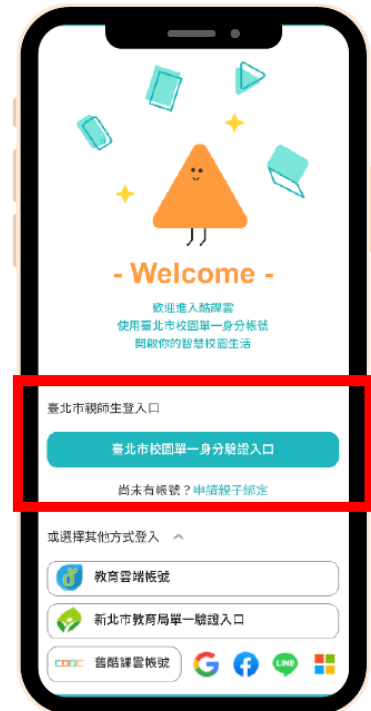 - Welcome -
歡迎進入酷課雲
使用臺北市校園單一身分帳號
開啟你的智慧校園生活
臺北市親師生登入口
臺北市校園單一身分驗證入口
尚未有帳號？申請親子綁定
或選擇其他方式登入
教育雲端帳號
新北市教育局單一驗證入口
COOC 舊酷課雲帳號 LINE